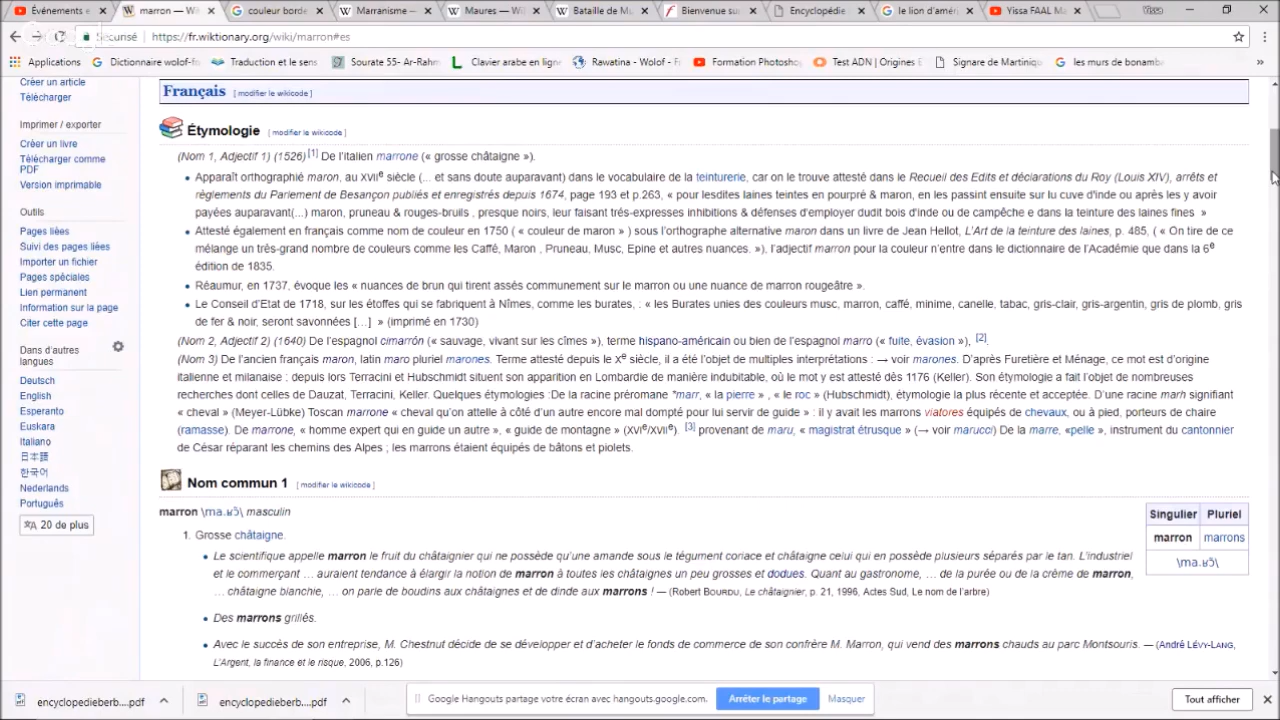 Événements e
marron — Wi
couleur borde
Marranisme —
Maures — Wi
Bataille de Mu
Bienvenue su
Encyclopédie
le lion d'amér
Yissa FAAL Ma
Yissa
Sécurisé
https://fr.wiktionary.org/wiki/marron#es
Applications
Dictionnaire wolof-fr
Traduction et le sens
Sourate 55- Ar-Rahm
Clavier arabe en ligne
Rawatina - Wolof - Fr
Formation Photoshop
Test ADN | Origines E
Signare de Martiniqu
les murs de bonamba
»
Créer un article
Télécharger
Imprimer / exporter
Créer un livre
Télécharger comme
PDF
Version imprimable
Outils
Pages liées
Suivi des pages liées
Importer un fichier
Pages spéciales
Lien permanent
Information sur la page
Citer cette page
Dans d'autres
langues
Deutsch
English
Esperanto
Euskara
Italiano
日本語
한국어
Nederlands
Português
20 de plus
Français [ modifier le wikicode ]
Étymologie [ modifier le wikicode ]
(Nom 1, Adjectif 1) (1526)[1] De l'italien marrone (« grosse châtaigne »).
• Apparaît orthographié maron, au XVIIe siècle (... et sans doute auparavant) dans le vocabulaire de la teinturerie, car on le trouve attesté dans le Recueil des Edits et déclarations du Roy (Louis XIV), arrêts et
règlements du Parlement de Besançon publiés et enregistrés depuis 1674, page 193 et p.263, « pour lesdites laines teintes en pourpré & maron, en les passint ensuite sur lu cuve d'inde ou après les y avoir
payées auparavant(...) maron, pruneau & rouges-bruils , presque noirs, leur faisant trés-expresses inhibitions & défenses d'employer dudit bois d'inde ou de campêche e dans la teinture des laines fines »
• Attesté également en français comme nom de couleur en 1750 ( « couleur de maron » ) sous l'orthographe alternative maron dans un livre de Jean Hellot, L'Art de la teinture des laines, p. 485, ( « On tire de ce
mélange un très-grand nombre de couleurs comme les Caffé, Maron , Pruneau, Musc, Epine et autres nuances. »), l'adjectif marron pour la couleur n'entre dans le dictionnaire de l'Académie que dans la 6e
édition de 1835.
• Réaumur, en 1737, évoque les « nuances de brun qui tirent assés communement sur le marron ou une nuance de marron rougeâtre ».
• Le Conseil d'Etat de 1718, sur les étoffes qui se fabriquent à Nîmes, comme les burates, : « les Burates unies des couleurs musc, marron, caffé, minime, canelle, tabac, gris-clair, gris-argentin, gris de plomb, gris
de fer & noir, seront savonnées [...] » (imprimé en 1730)
(Nom 2, Adjectif 2) (1640) De l'espagnol cimarrón (« sauvage, vivant sur les cîmes »), terme hispano-américain ou bien de l'espagnol marro (« fuite, évasion »), [2].
(Nom 3) De l'ancien français maron, latin maro pluriel marones. Terme attesté depuis le Xe siècle, il a été l'objet de multiples interprétations : → voir marones. D'après Furetière et Ménage, ce mot est d'origine
italienne et milanaise : depuis lors Terracini et Hubschmidt situent son apparition en Lombardie de manière indubitable, où le mot y est attesté dès 1176 (Keller). Son étymologie a fait l'objet de nombreuses
recherches dont celles de Dauzat, Terracini, Keller. Quelques étymologies :De la racine préromane *marr, « la pierre » , « le roc » (Hubschmidt), étymologie la plus récente et acceptée. D'une racine marh signifiant
« cheval » (Meyer-Lübke) Toscan marrone « cheval qu'on attelle à côté d'un autre encore mal dompté pour lui servir de guide » : il y avait les marrons viatores équipés de chevaux, ou à pied, porteurs de chaire
(ramasse). De marrone, « homme expert qui en guide un autre », « guide de montagne » (XVIe/XVIIe). [3] provenant de maru, « magistrat étrusque » (→ voir marucci) De la marre, «pelle », instrument du cantonnier
de César réparant les chemins des Alpes ; les marrons étaient équipés de bâtons et piolets.
Nom commun 1 [ modifier le wikicode ]
marron \ma.ʁɔ̃\ masculin
1. Grosse châtaigne.
• Le scientifique appelle marron le fruit du châtaignier qui ne possède qu'une amande sous le tégument coriace et châtaigne celui qui en possède plusieurs séparés par le tan. L'industriel
et le commerçant ... auraient tendance à élargir la notion de marron à toutes les châtaignes un peu grosses et dodues. Quant au gastronome, ... de la purée ou de la crème de marron,
... châtaigne blanchie, ... on parle de boudins aux châtaignes et de dinde aux marrons ! — (Robert BOURDU, Le châtaignier, p. 21, 1996, Actes Sud, Le nom de l'arbre)
• Des marrons grillés.
• Avec le succès de son entreprise, M. Chestnut décide de se développer et d'acheter le fonds de commerce de son confrère M. Marron, qui vend des marrons chauds au parc Montsouris. — (André LÉVY-LANG,
L'Argent, la finance et le risque, 2006, p.126)
Singulier Pluriel
marron marrons
\ma.ʁɔ̃\
encyclopedieberb....pdf
encyclopedieberb....pdf
Google Hangouts partage votre écran avec hangouts.google.com.
Arrêter le partage
Masquer
Tout afficher